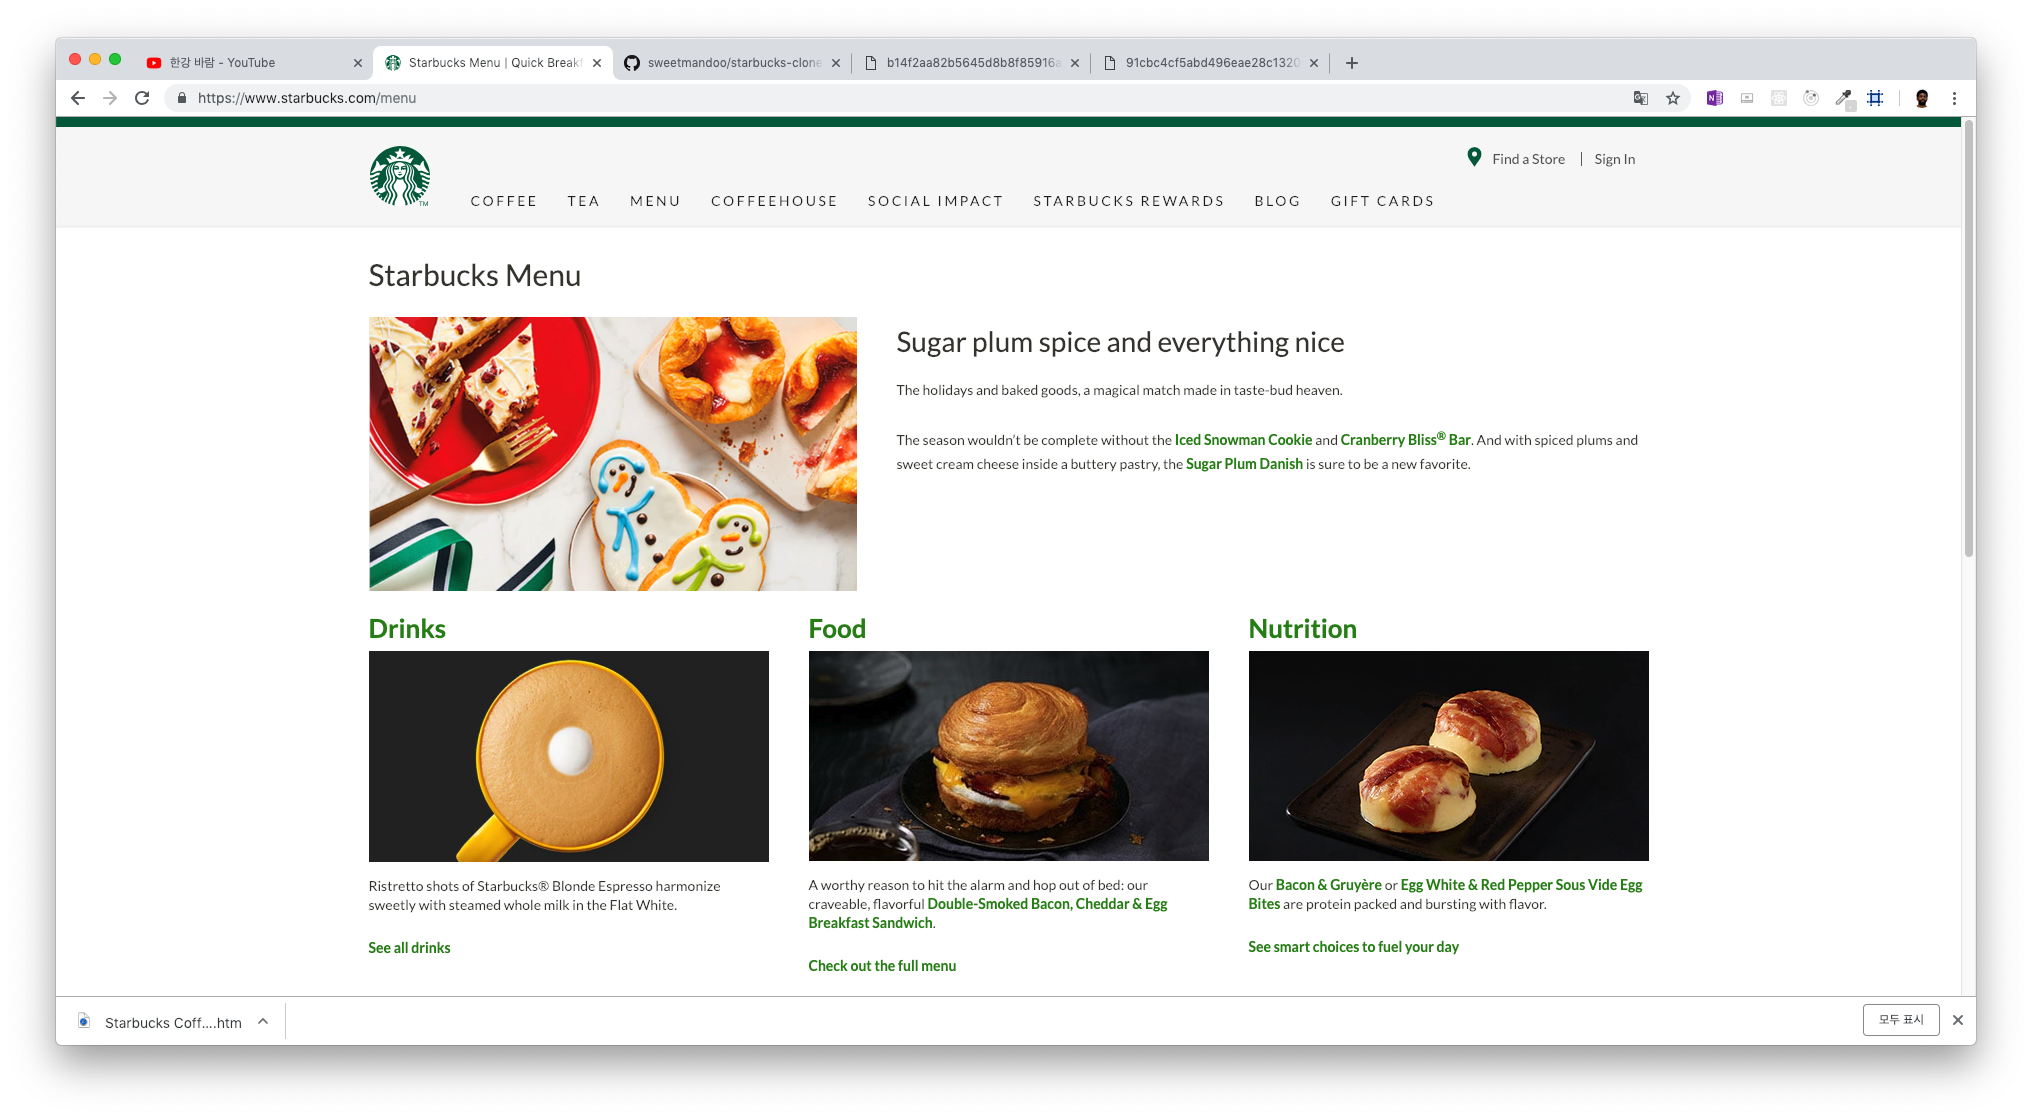 한강 바람 - YouTube
Starbucks Menu | Quick Breakf
sweetmandoo/starbucks-clone
b14f2aa82b5645d8b8f85916a
91cbc4cf5abd496eae28c1320
https://www.starbucks.com/menu
Find a Store | Sign In
COFFEE TEA MENU COFFEEHOUSE SOCIAL IMPACT STARBUCKS REWARDS BLOG GIFT CARDS
TM
Starbucks Menu
Sugar plum spice and everything nice
The holidays and baked goods, a magical match made in taste-bud heaven.
The season wouldn't be complete without the Iced Snowman Cookie and Cranberry Bliss® Bar. And with spiced plums and
sweet cream cheese inside a buttery pastry, the Sugar Plum Danish is sure to be a new favorite.
Drinks
Ristretto shots of Starbucks® Blonde Espresso harmonize
sweetly with steamed whole milk in the Flat White.
See all drinks
Food
A worthy reason to hit the alarm and hop out of bed: our
craveable, flavorful Double-Smoked Bacon, Cheddar & Egg
Breakfast Sandwich.
Check out the full menu
Nutrition
Our Bacon & Gruyère or Egg White & Red Pepper Sous Vide Egg
Bites are protein packed and bursting with flavor.
See smart choices to fuel your day
Starbucks Coff....htm
모두 표시